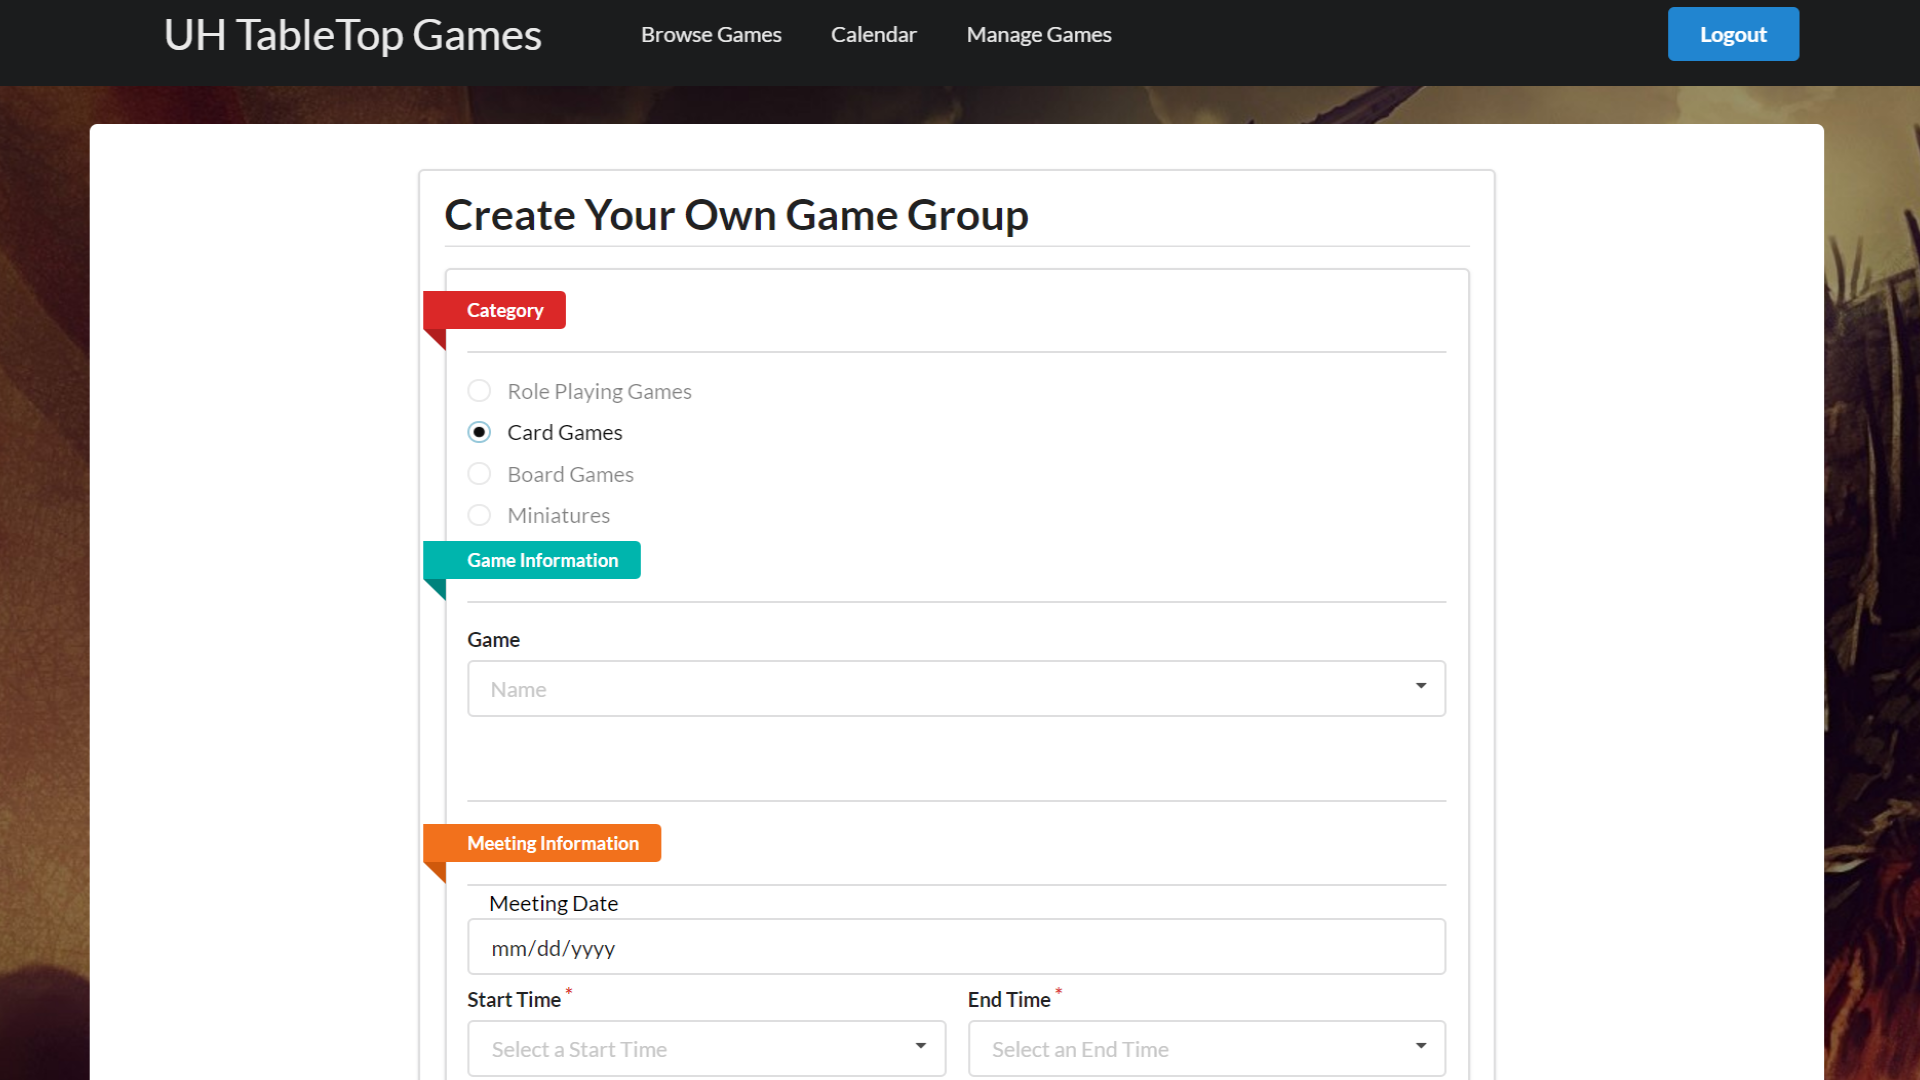 UH TableTop Games
Browse Games
Calendar
Manage Games
Logout
Create Your Own Game Group
Category
Role Playing Games
Card Games
Board Games
Miniatures
Game Information
Game
Name
Meeting Information
Meeting Date
mm/dd/yyyy
Start Time *
End Time *
Select a Start Time
Select an End Time